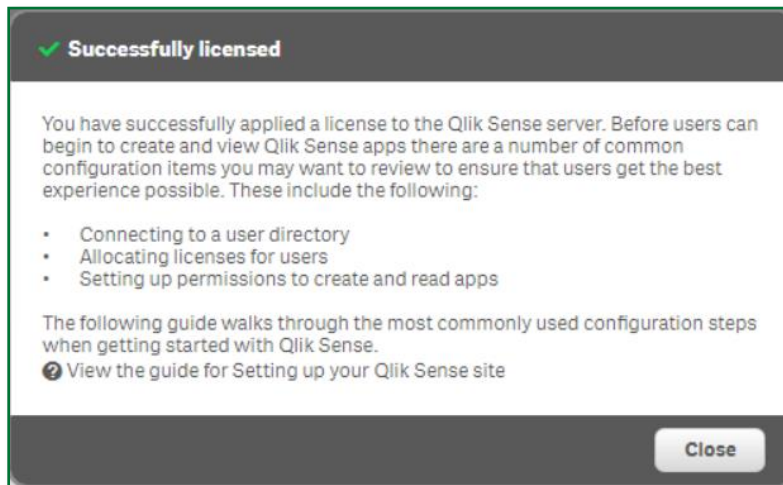 Successfully licensed
You have successfully applied a license to the Qlik Sense server. Before users can
begin to create and view Qlik Sense apps there are a number of common
configuration items you may want to review to ensure that users get the best
experience possible. These include the following:
• Connecting to a user directory
• Allocating licenses for users
• Setting up permissions to create and read apps
The following guide walks through the most commonly used configuration steps
when getting started with Qlik Sense.
? View the guide for Setting up your Qlik Sense site
Close